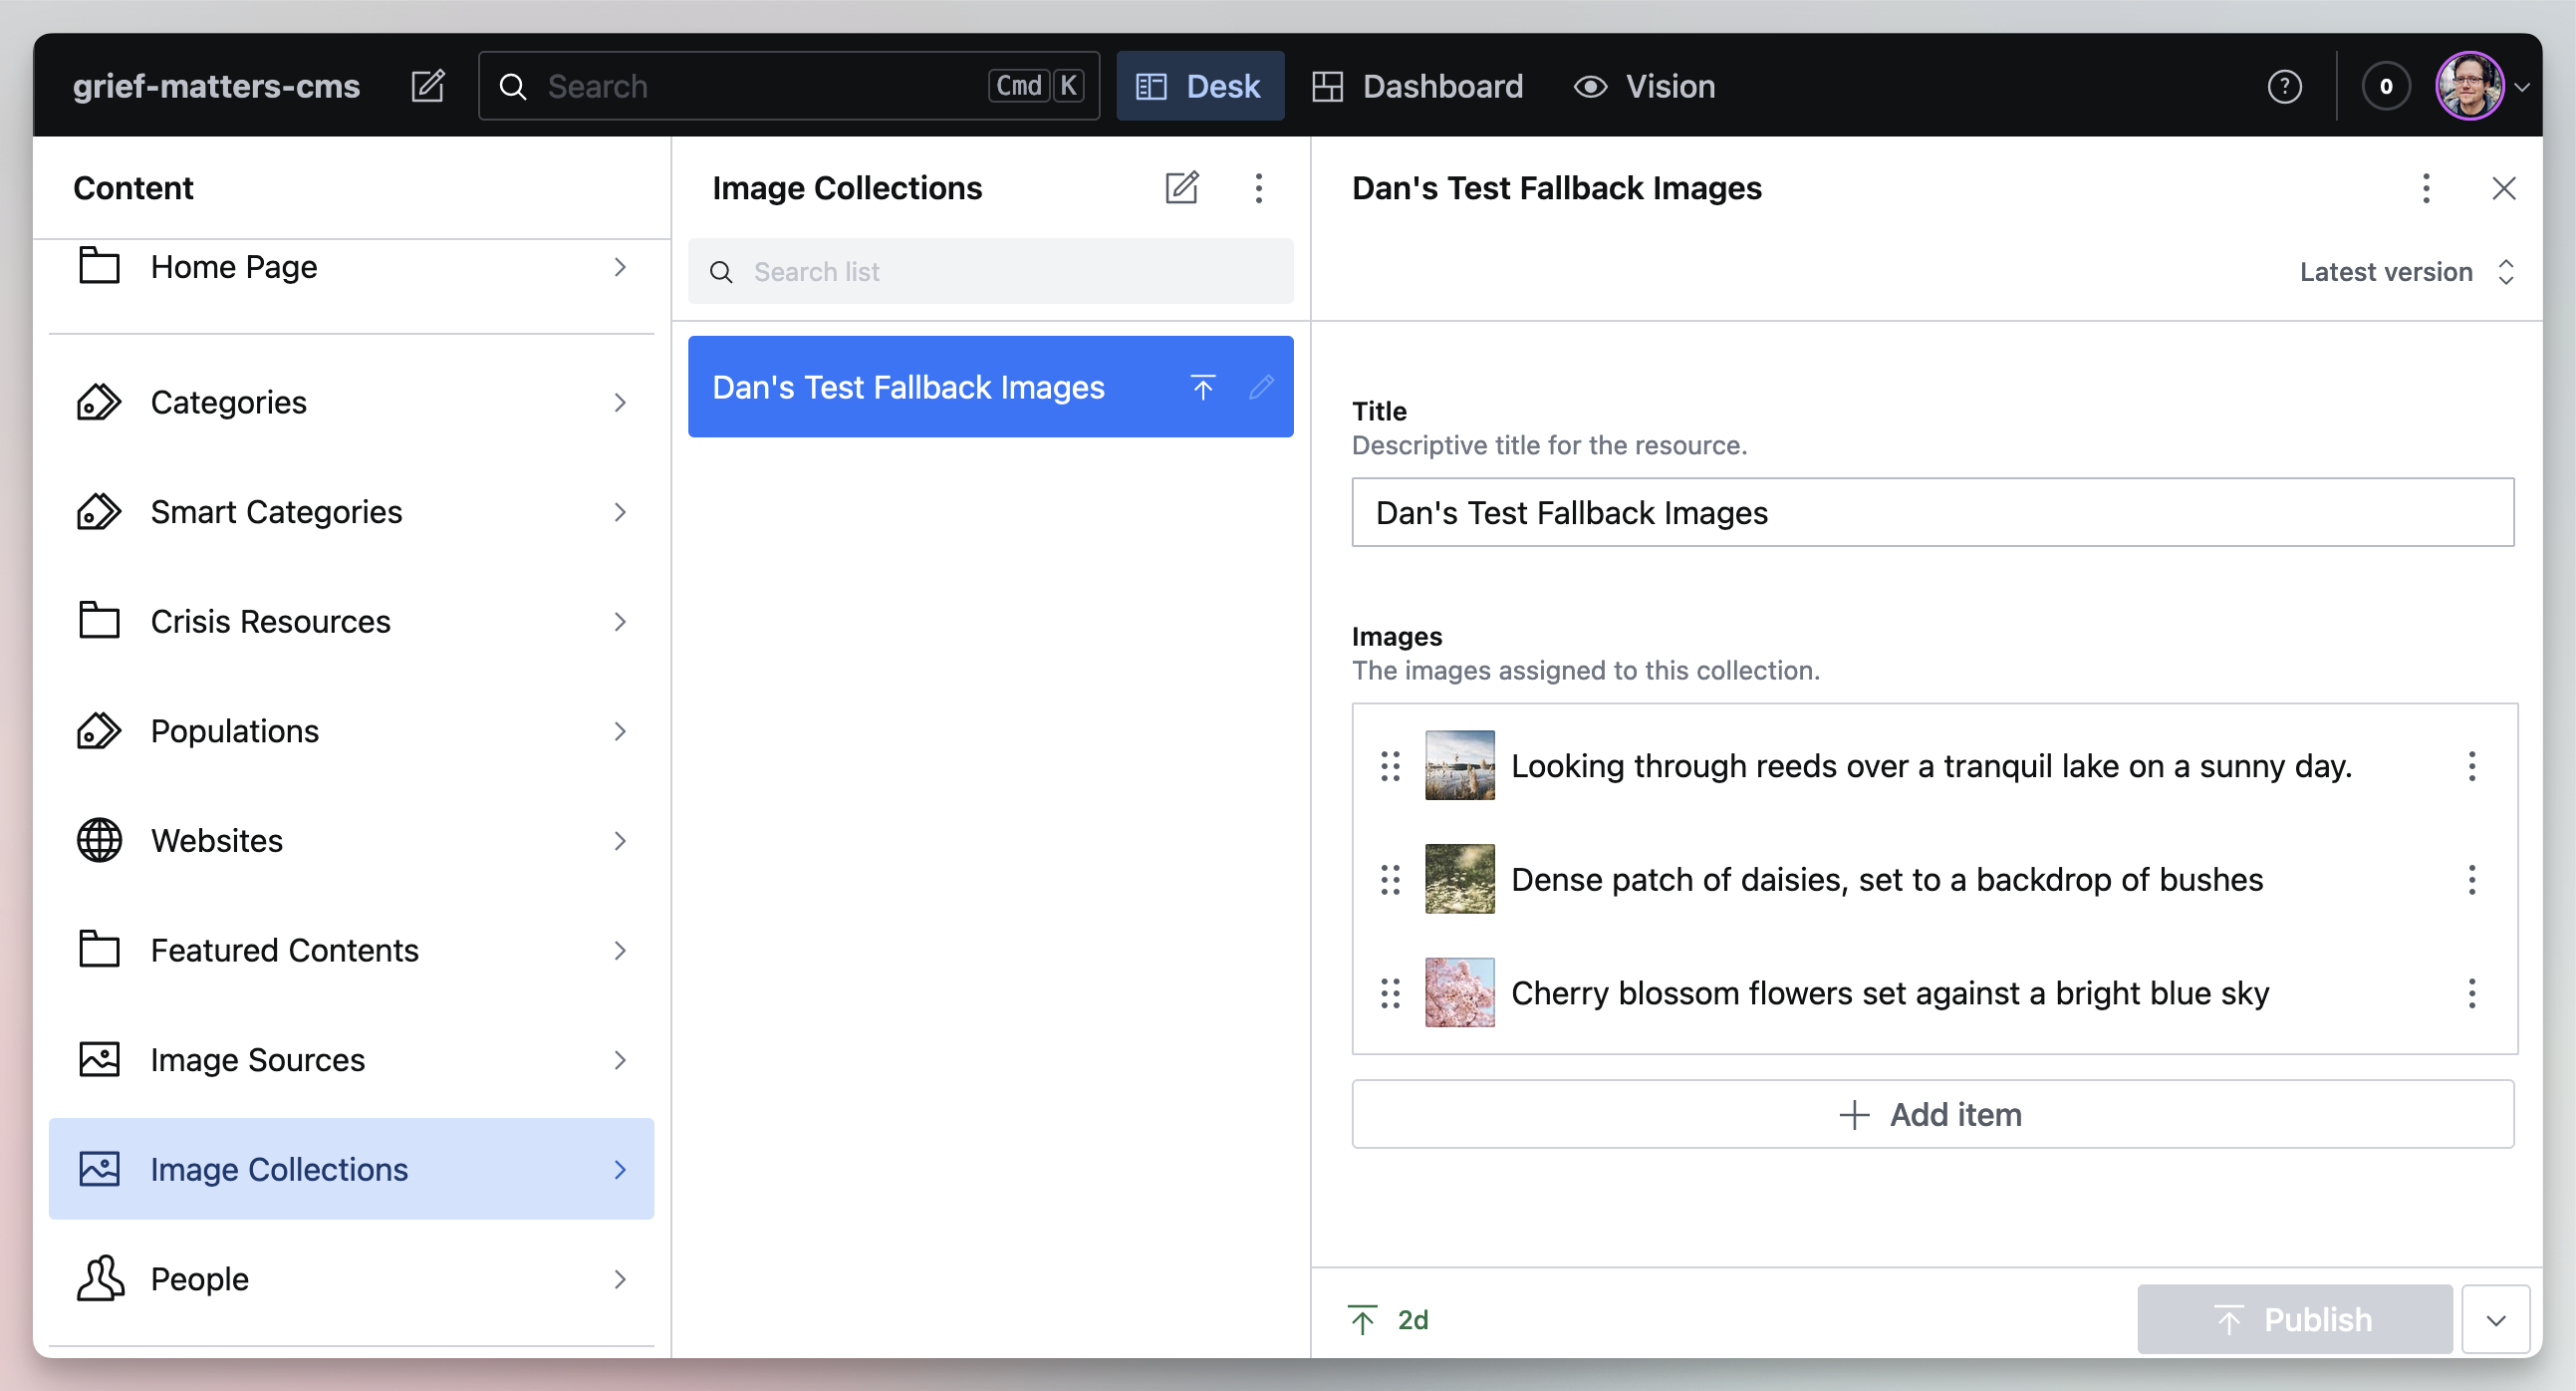 grief-matters-cms
Search
Cmd K
Desk
Dashboard
Vision
?
0
Content
Home Page
Categories
Smart Categories
Crisis Resources
Populations
Websites
Featured Contents
Image Sources
Image Collections
People
Image Collections
Search list
Dan's Test Fallback Images
Dan's Test Fallback Images
Latest version
Title
Descriptive title for the resource.
Dan's Test Fallback Images
Images
The images assigned to this collection.
Looking through reeds over a tranquil lake on a sunny day.
Dense patch of daisies, set to a backdrop of bushes
Cherry blossom flowers set against a bright blue sky
Add item
2d
Publish